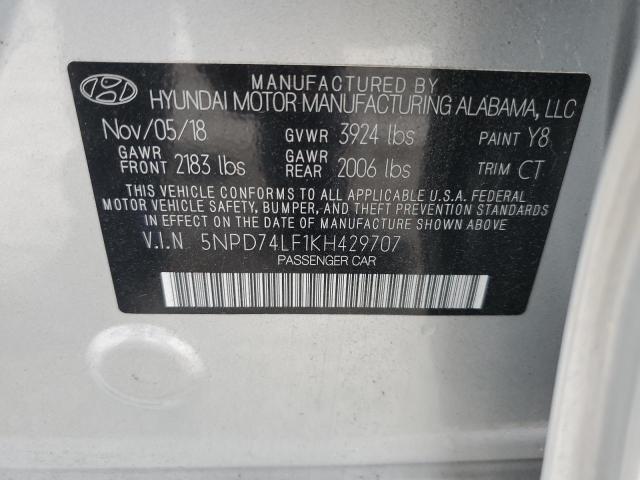 MANUFACTURED BY
HYUNDAI MOTOR MANUFACTURING ALABAMA, LLC
Nov/05/18 GVWR 3924 lbs PAINT Y8
GAWR FRONT 2183 lbs GAWR REAR 2006 lbs TRIM CT
THIS VEHICLE CONFORMS TO ALL APPLICABLE U.S.A. FEDERAL
MOTOR VEHICLE SAFETY, BUMPER, AND THEFT PREVENTION STANDARDS
IN EFFECT ON THE DATE OF MANUFACTURE SHOWN ABOVE.
V.I.N 5NPD74LF1KH429707
PASSENGER CAR